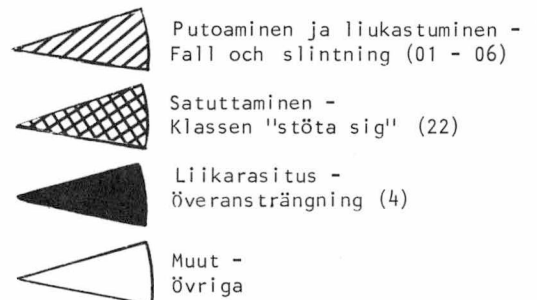 Putoaminen ja liukastuminen -
Fall och slintning (01 - 06)
Satuttaminen -
Klassen "stöta sig" (22)
Liikarasitus -
Överansträngning (4)
Muut -
Övriga